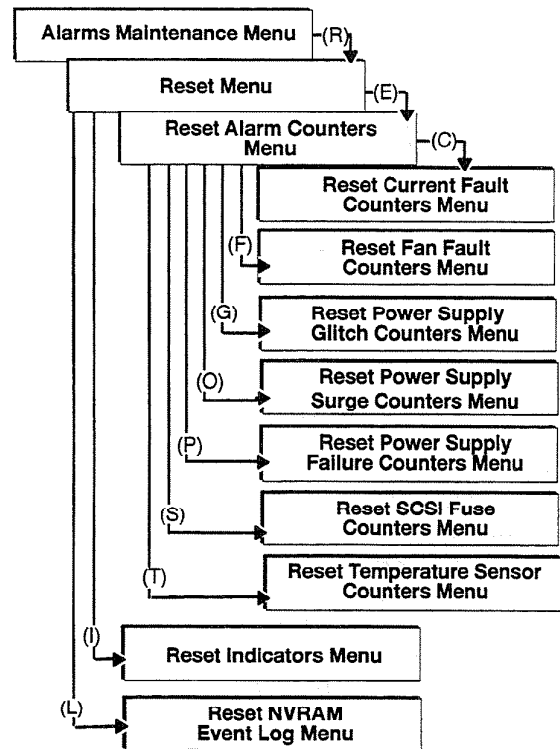 Alarms Maintenance Menu
(R)
Reset Menu
(E)
Reset Alarm Counters
Menu
(C)
Reset Current Fault
Counters Menu
(F)
Reset Fan Fault
Counters Menu
(G)
Reset Power Supply
Glitch Counters Menu
(O)
Reset Power Supply
Surge Counters Menu
(P)
Reset Power Supply
Failure Counters Menu
(S)
Reset SCSI Fuse
Counters Menu
(T)
Reset Temperature Sensor
Counters Menu
(I)
Reset Indicators Menu
(L)
Reset NVRAM
Event Log Menu